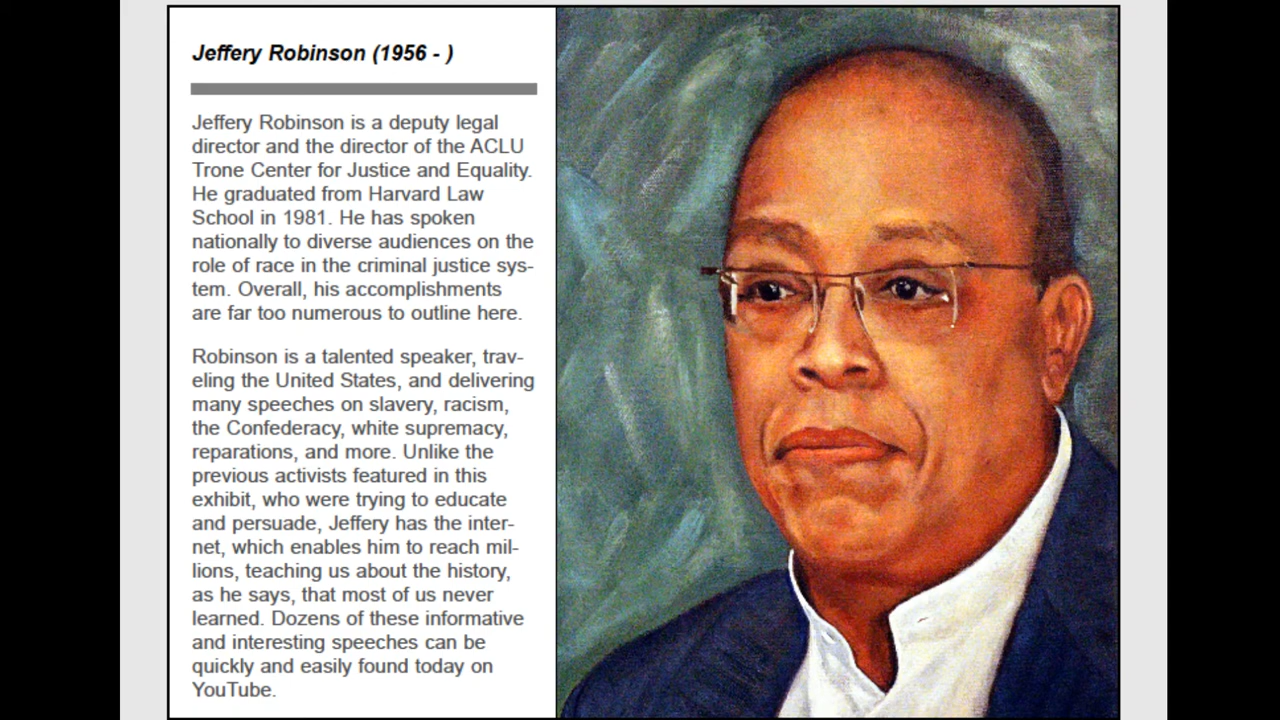 Jeffery Robinson (1956 - )
Jeffery Robinson is a deputy legal
director and the director of the ACLU
Trone Center for Justice and Equality.
He graduated from Harvard Law
School in 1981. He has spoken
nationally to diverse audiences on the
role of race in the criminal justice sys-
tem. Overall, his accomplishments
are far too numerous to outline here.
Robinson is a talented speaker, trav-
eling the United States, and delivering
many speeches on slavery, racism,
the Confederacy, white supremacy,
reparations, and more. Unlike the
previous activists featured in this
exhibit, who were trying to educate
and persuade, Jeffery has the inter-
net, which enables him to reach mil-
lions, teaching us about the history,
as he says, that most of us never
learned. Dozens of these informative
and interesting speeches can be
quickly and easily found today on
YouTube.